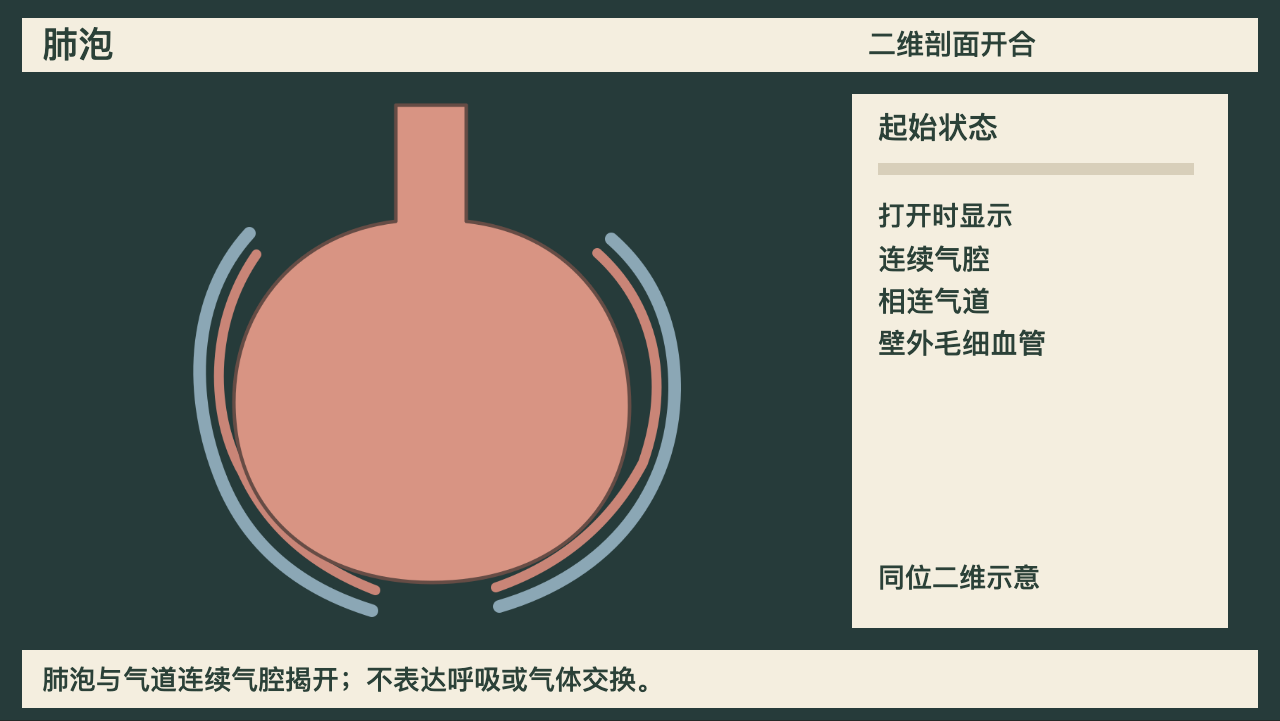 肺泡
二维剖面开合
起始状态
打开时显示
连续气腔
相连气道
壁外毛细血管
同位二维示意
肺泡与气道连续气腔揭开；不表达呼吸或气体交换。